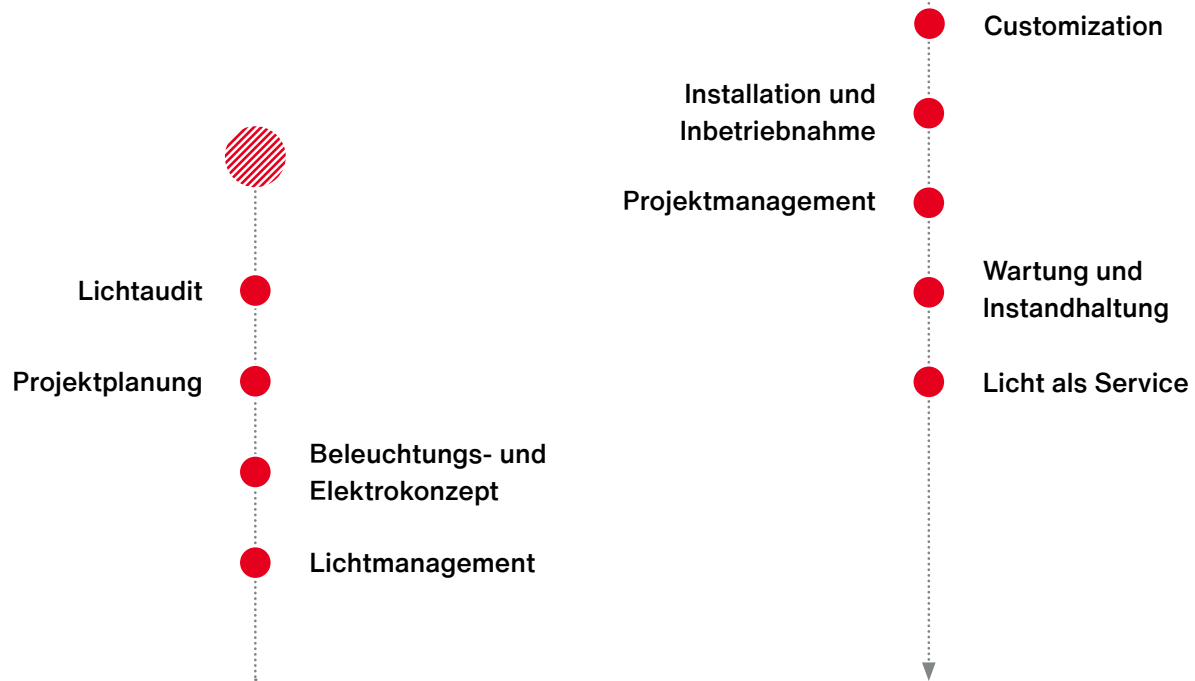 Lichtaudit
Projektplanung
Beleuchtungs- und
Elektrokonzept
Lichtmanagement
Customization
Installation und
Inbetriebnahme
Projektmanagement
Wartung und
Instandhaltung
Licht als Service